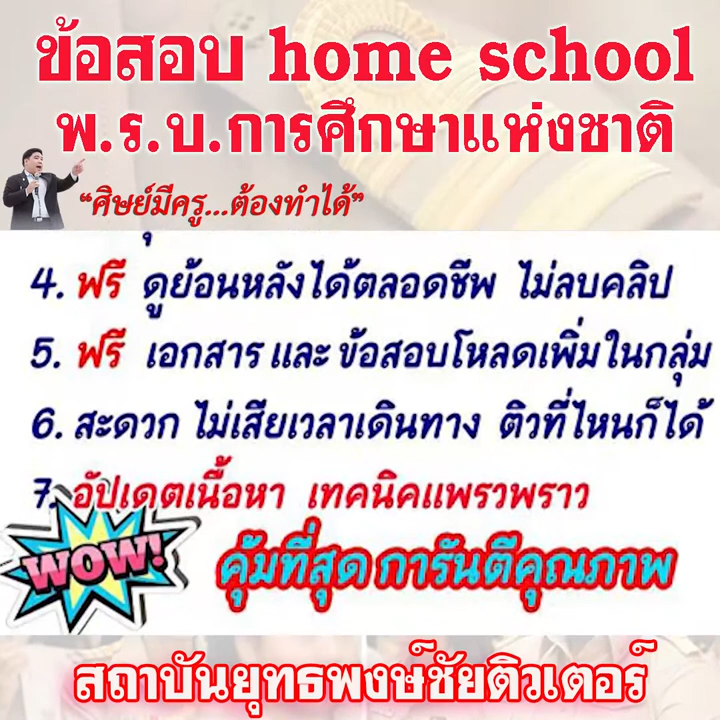 ข้อสอบ home school
พ.ร.บ.การศึกษาแห่งชาติ
“ศิษย์มีครู...ต้องทำได้”
4. ฟรี ดูย้อนหลังได้ตลอดชีพ ไม่ลบคลิป
5. ฟรี เอกสาร และ ข้อสอบโหลดเพิ่มในกลุ่ม
6. สะดวก ไม่เสียเวลาเดินทาง ติวที่ไหนก็ได้
7. อัปเดตเนื้อหา เทคนิคแพรวพราว
WOW!
คุ้มที่สุด การันตีคุณภาพ
สถาบันยุทธพงษ์ชัยติวเตอร์